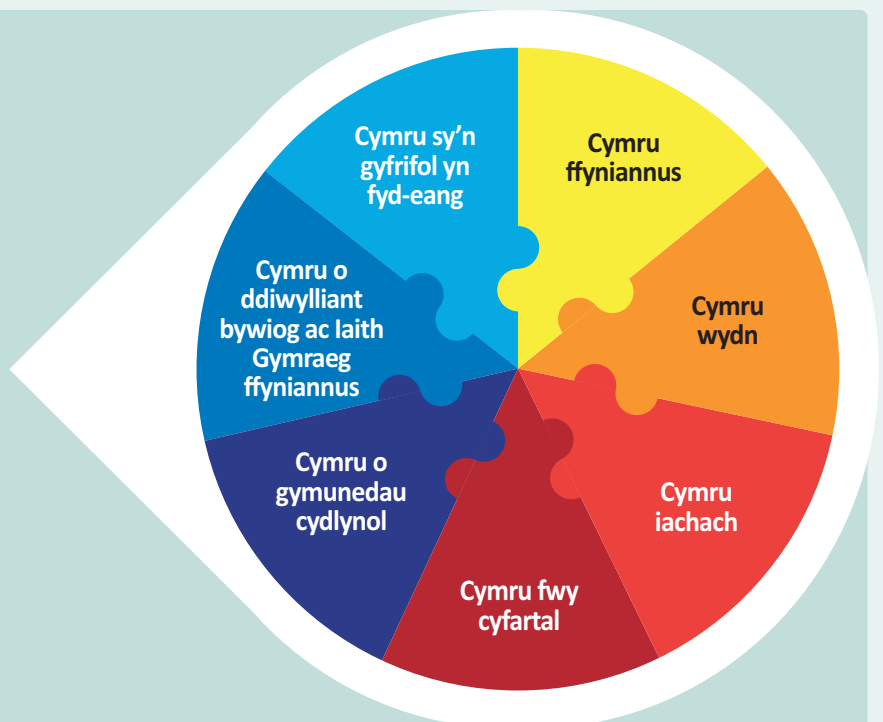 Cymru
ffyniannus
Cymru
wydn
Cymru
iachach
Cymru fwy
cyfartal
Cymru o
gymunedau
cydlynol
Cymru o
ddiwylliant
bywiog ac Iaith
Gymraeg
ffyniannus
Cymru sy’n
gyfrifol yn
fyd-eang